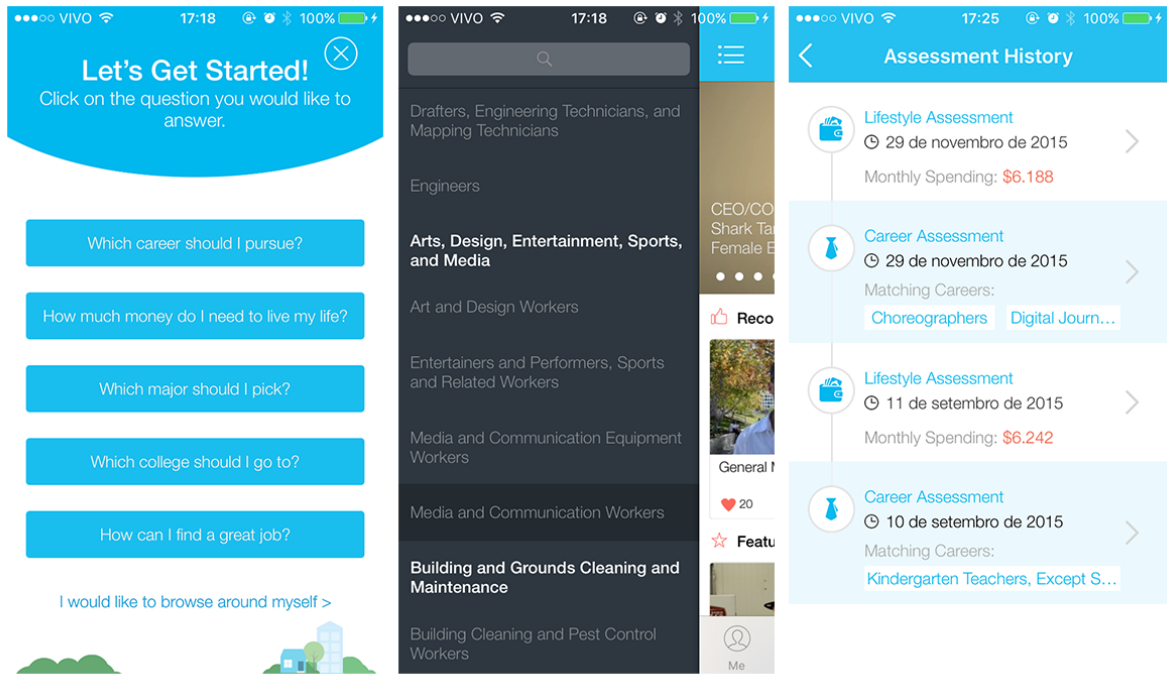 VIVO 17:18 100%
Let's Get Started!
Click on the question you would like to
answer.
Which career should I pursue?
How much money do I need to live my life?
Which major should I pick?
Which college should I go to?
How can I find a great job?
I would like to browse around myself >
VIVO 17:18 100%
Drafters, Engineering Technicians, and
Mapping Technicians
Engineers
Arts, Design, Entertainment, Sports,
and Media
Art and Design Workers
Entertainers and Performers, Sports
and Related Workers
Media and Communication Equipment
Workers
Media and Communication Workers
Building and Grounds Cleaning and
Maintenance
Building Cleaning and Pest Control
Workers
CEO/CO
Shark Ta
Female E
Reco
General M
20
Featu
Me
VIVO 17:25 100%
Assessment History
Lifestyle Assessment
29 de novembro de 2015
Monthly Spending: $6.188
Career Assessment
29 de novembro de 2015
Matching Careers:
Choreographers Digital Journ...
Lifestyle Assessment
11 de setembro de 2015
Monthly Spending: $6.242
Career Assessment
10 de setembro de 2015
Matching Careers:
Kindergarten Teachers, Except S...